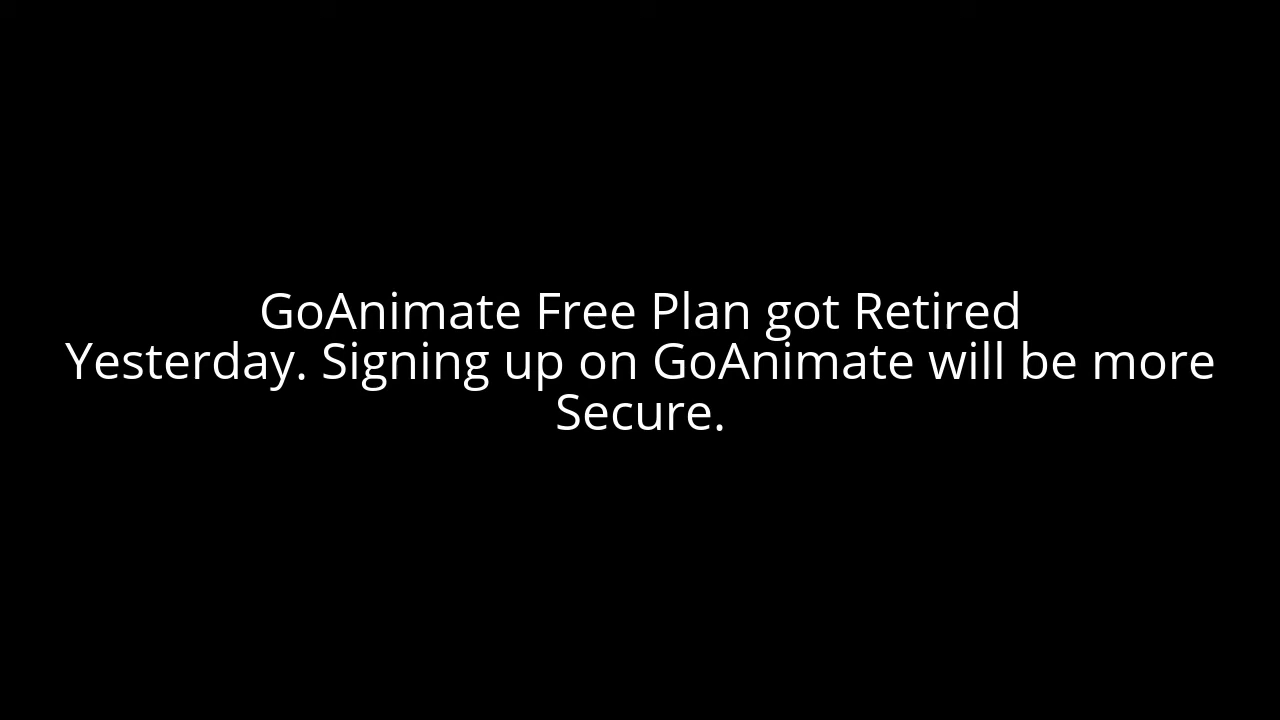 GoAnimate Free Plan got Retired
Yesterday. Signing up on GoAnimate will be more
Secure.